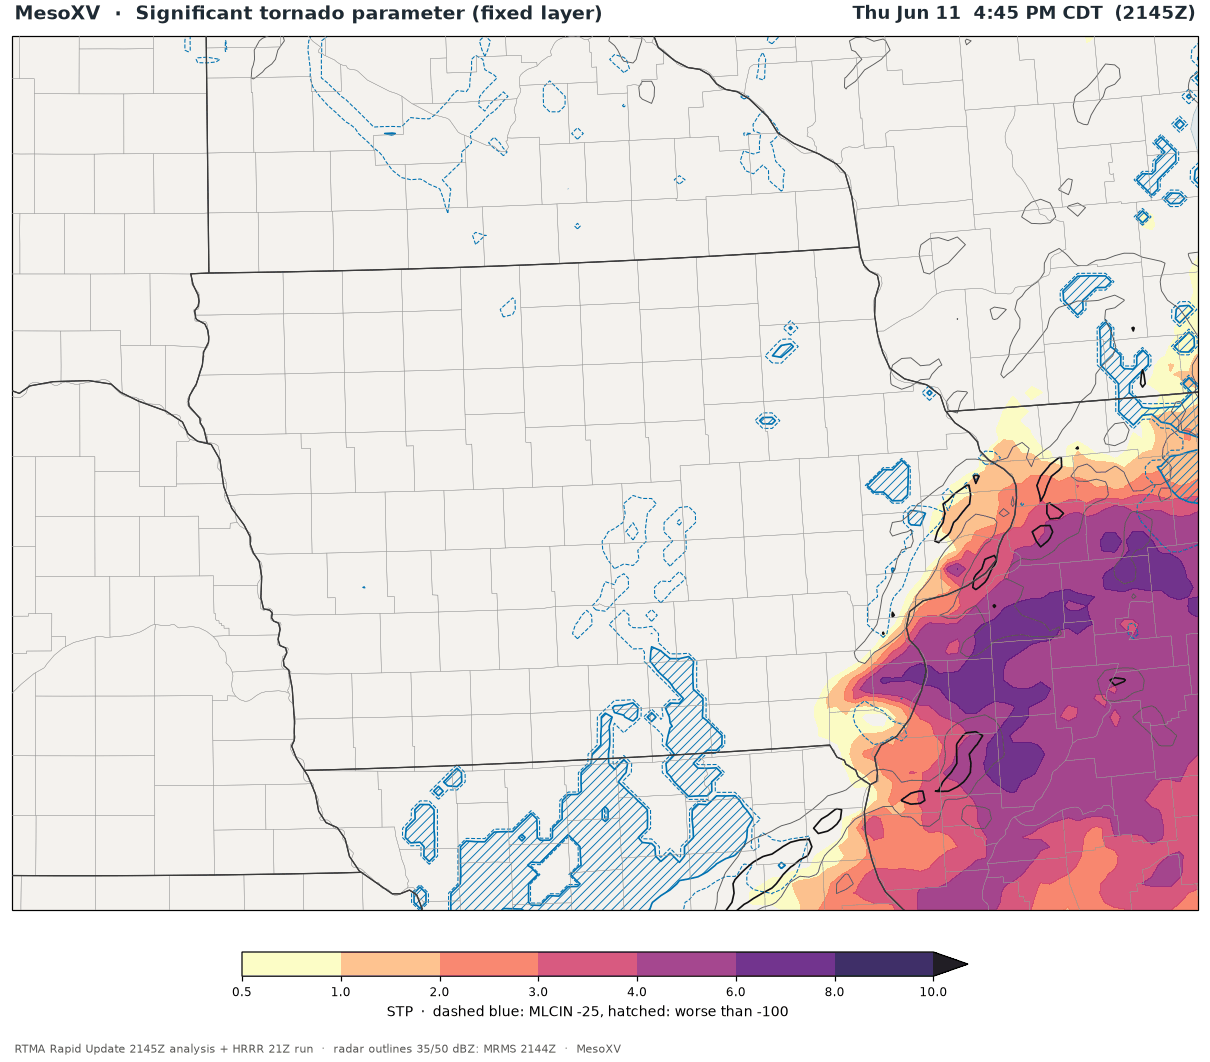 MesoXV · Significant tornado parameter (fixed layer)
Thu Jun 11 4:45 PM CDT (2145Z)
0.5 1.0 2.0 3.0 4.0 6.0 8.0 10.0
STP · dashed blue: MLCIN -25, hatched: worse than -100
RTMA Rapid Update 2145Z analysis + HRRR 21Z run · radar outlines 35/50 dBZ: MRMS 2144Z · MesoXV